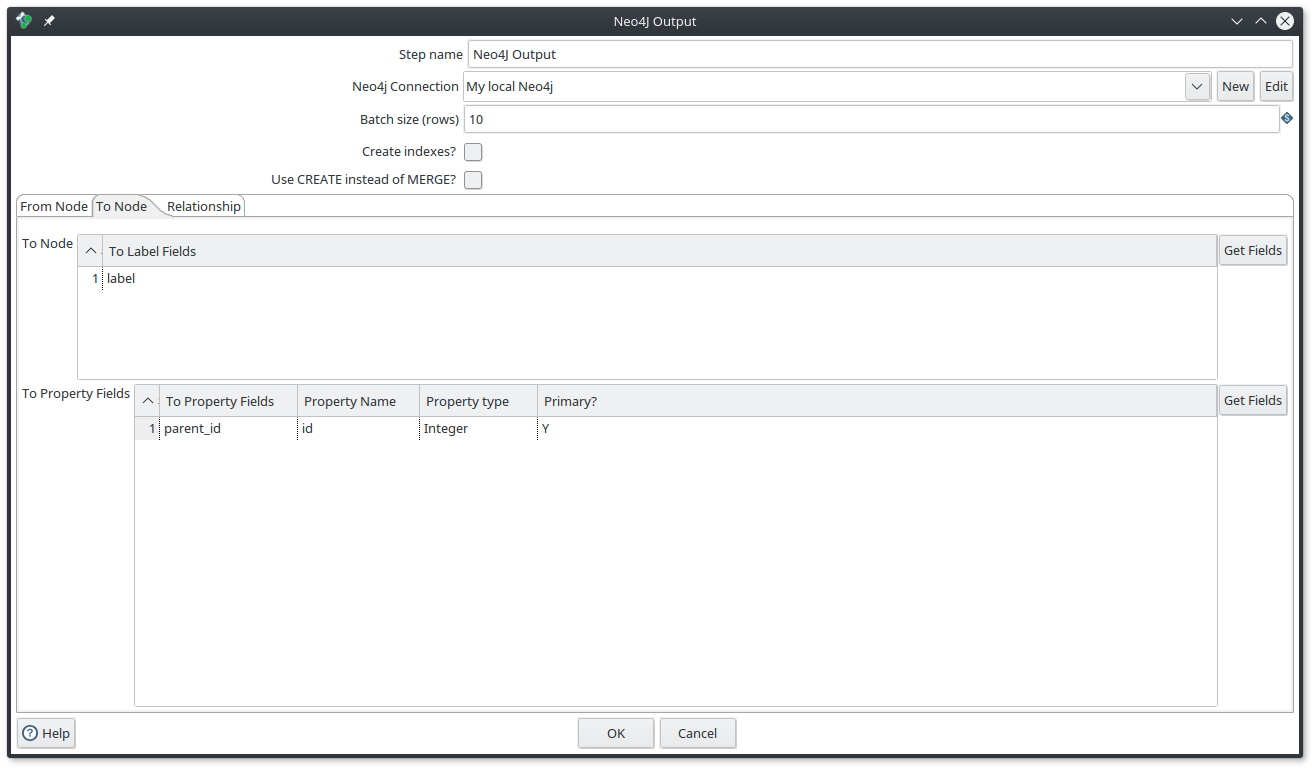 Neo4J Output
Step name Neo4J Output
Neo4j Connection My local Neo4j New Edit
Batch size (rows) 10
Create indexes?
Use CREATE instead of MERGE?
From Node To Node Relationship
To Node To Label Fields Get Fields
1 label
To Property Fields To Property Fields Property Name Property type Primary? Get Fields
1 parent_id id Integer Y
Help OK Cancel